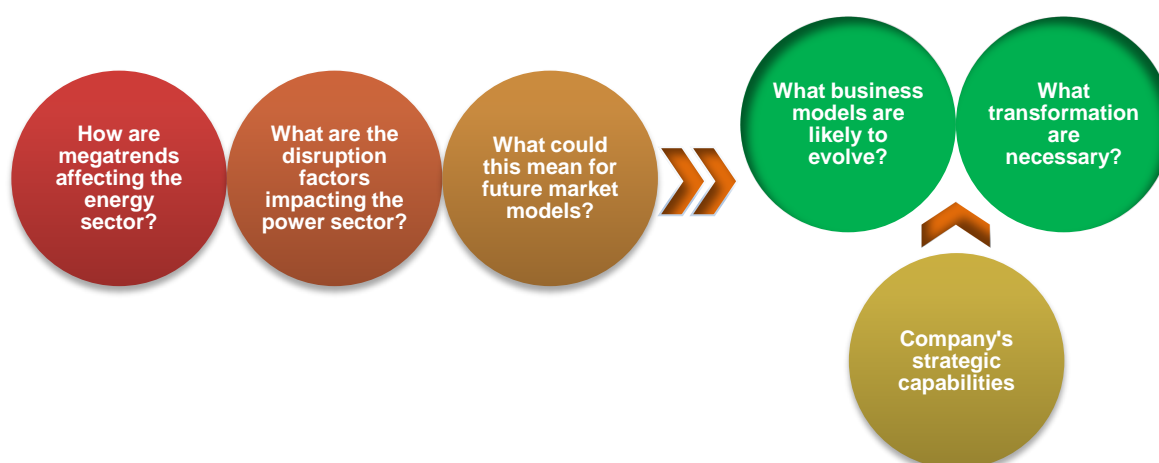 How are
megatrends
affecting the
energy
sector?
What are the
disruption
factors
impacting the
power sector?
What could
this mean for
future market
models?
What business
models are
likely to
evolve?
What
transformation
are
necessary?
Company's
strategic
capabilities